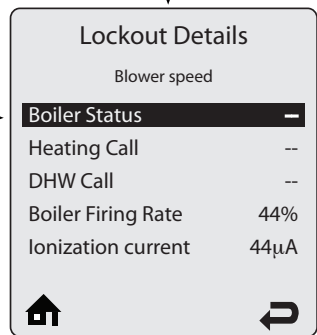 Lockout Details
Blower speed
Boiler Status –
Heating Call --
DHW Call --
Boiler Firing Rate 44%
Ionization current 44µA